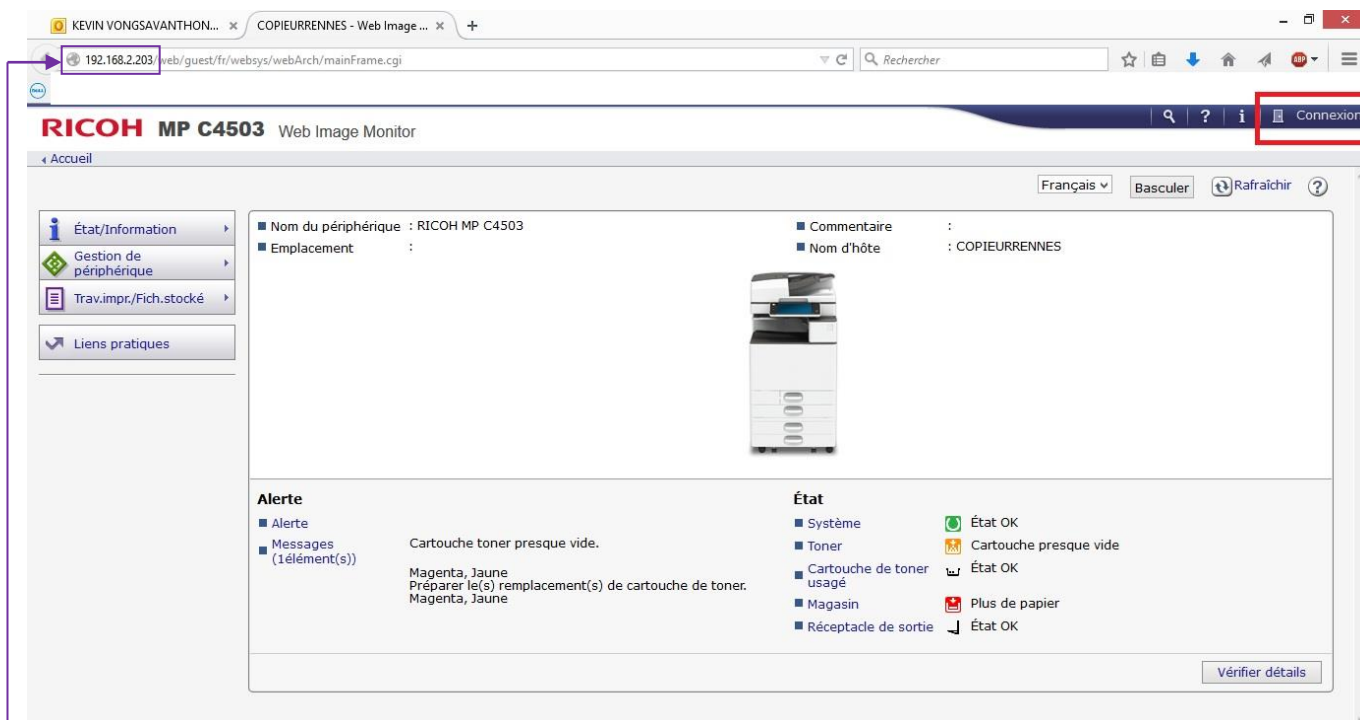 KEVIN VONGSAVANTHON...
COPIEURRENNES - Web Image ...
192.168.2.203/web/guest/fr/websys/webArch/mainFrame.cgi
Rechercher
ABP
DELL
RICOH MP C4503 Web Image Monitor
? i Connexion
Accueil
Français Basculer Rafraîchir ?
État/Information
Gestion de
périphérique
Trav.impr./Fich.stocké
Liens pratiques
Nom du périphérique : RICOH MP C4503
Emplacement :
Commentaire :
Nom d'hôte : COPIEURRENNES
Alerte
Alerte
Messages
(1élément(s))
Cartouche toner presque vide.
Magenta, Jaune
Préparer le(s) remplacement(s) de cartouche de toner.
Magenta, Jaune
État
Système État OK
Toner Cartouche presque vide
Cartouche de toner
usagé État OK
Magasin Plus de papier
Réceptacle de sortie État OK
Vérifier détails